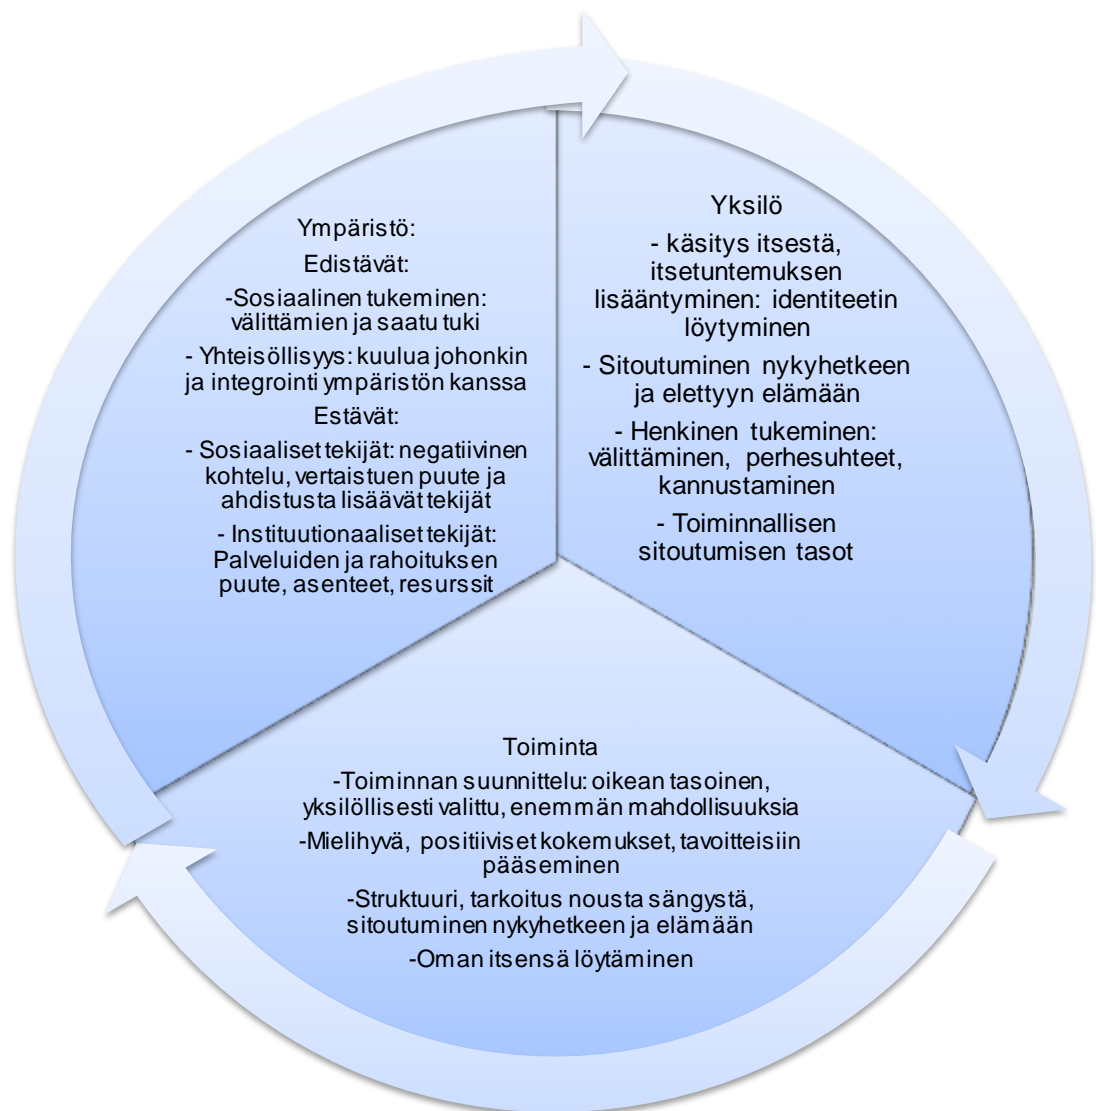 Ympäristö:
Edistävät:
-Sosiaalinen tukeminen:
välittämien ja saatu tuki
- Yhteisöllisyys: kuulua johonkin
ja integrointi ympäristön kanssa
Estävät:
- Sosiaaliset tekijät: negatiivinen
kohtelu, vertaistuen puute ja
ahdistusta lisäävät tekijät
- Instituutionaaliset tekijät:
Palveluiden ja rahoituksen
puute, asenteet, resurssit
Yksilö
- käsitys itsestä,
itsetuntemuksen
lisääntyminen: identiteetin
löytyminen
- Sitoutuminen nykyhetkeen
ja elettyyn elämään
- Henkinen tukeminen:
välittäminen, perhesuhteet,
kannustaminen
- Toiminnallisen
sitoutumisen tasot
Toiminta
-Toiminnan suunnittelu: oikean tasoinen,
yksilöllisesti valittu, enemmän mahdollisuuksia
-Mielihyvä, positiiviset kokemukset, tavoitteisiin
pääseminen
-Struktuuri, tarkoitus nousta sängystä,
sitoutuminen nykyhetkeen ja elämään
-Oman itsensä löytäminen